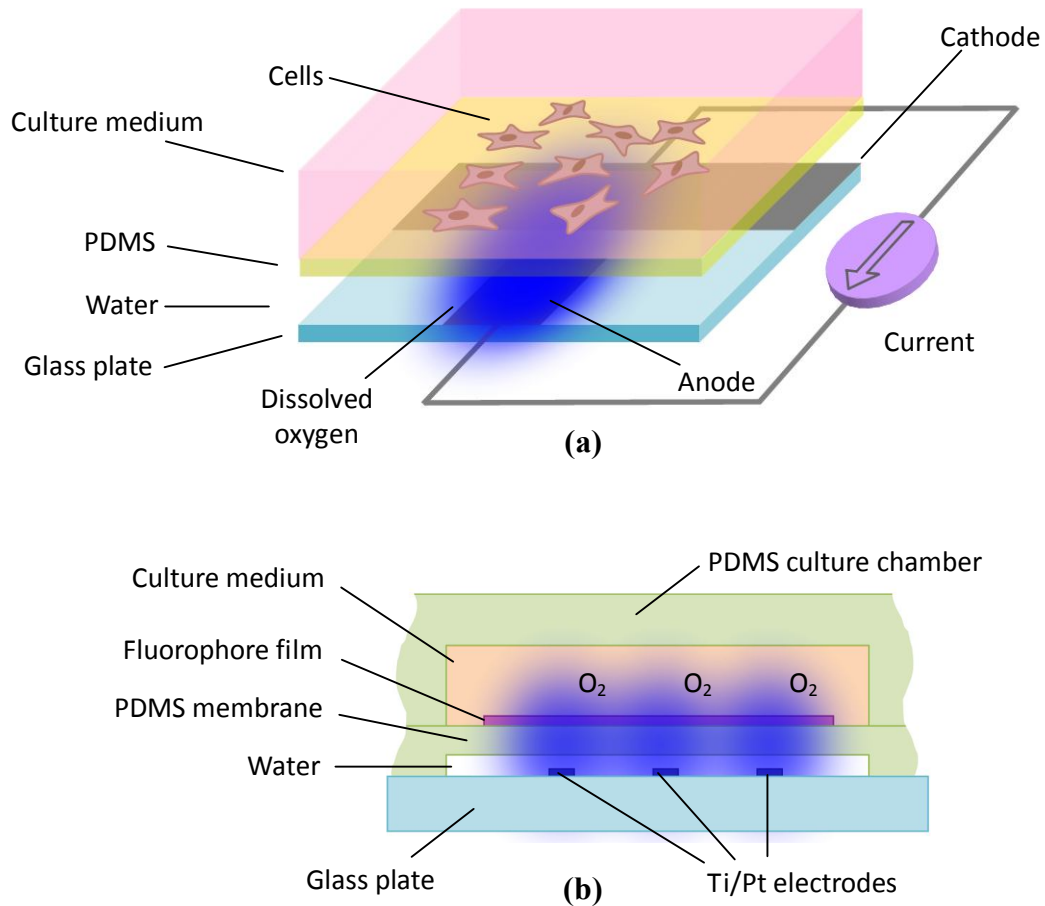 Cathode
Cells
Culture medium
PDMS
Water
Glass plate
Current
Anode
Dissolved
oxygen
(a)
PDMS culture chamber
Culture medium
Fluorophore film
O₂ O₂ O₂
PDMS membrane
Water
Glass plate
Ti/Pt electrodes
(b)